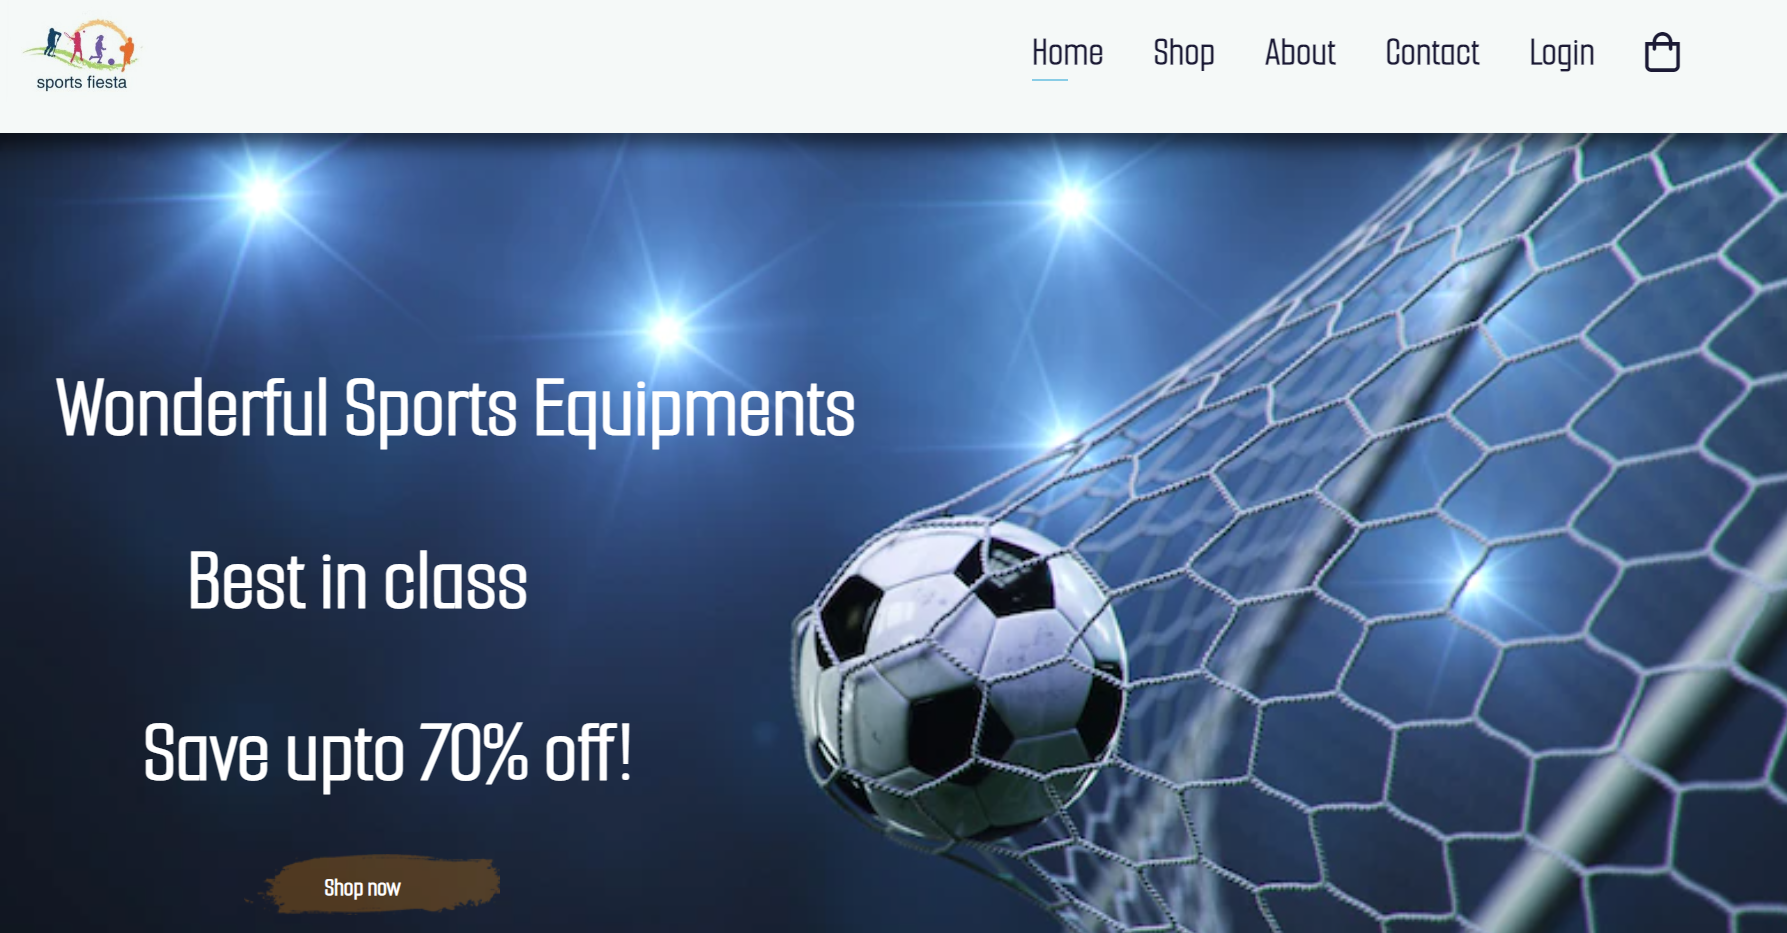 sports fiesta
Home Shop About Contact Login
Wonderful Sports Equipments
Best in class
Save upto 70% off!
Shop now